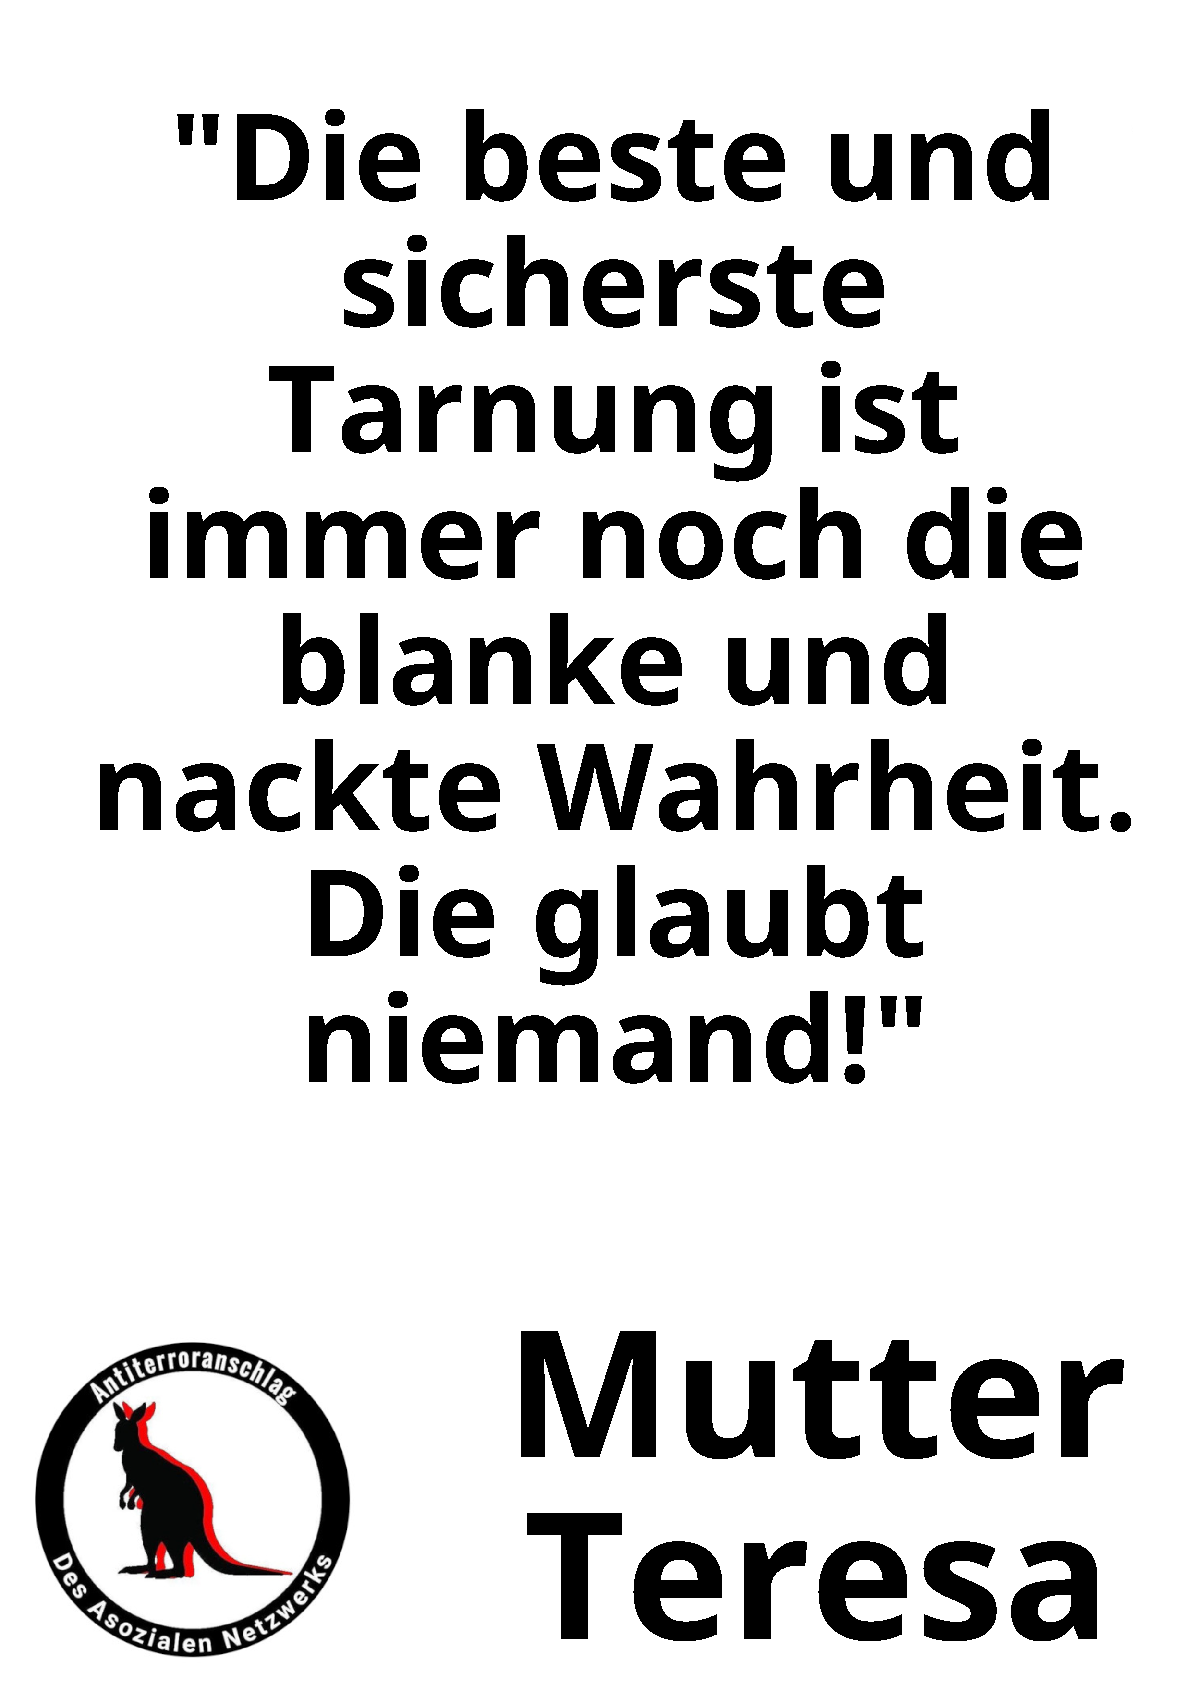 "Die beste und
sicherste
Tarnung ist
immer noch die
blanke und
nackte Wahrheit.
Die glaubt
niemand!"
Mutter
Teresa
Antiterroranschlag
Des Asozialen Netzwerks